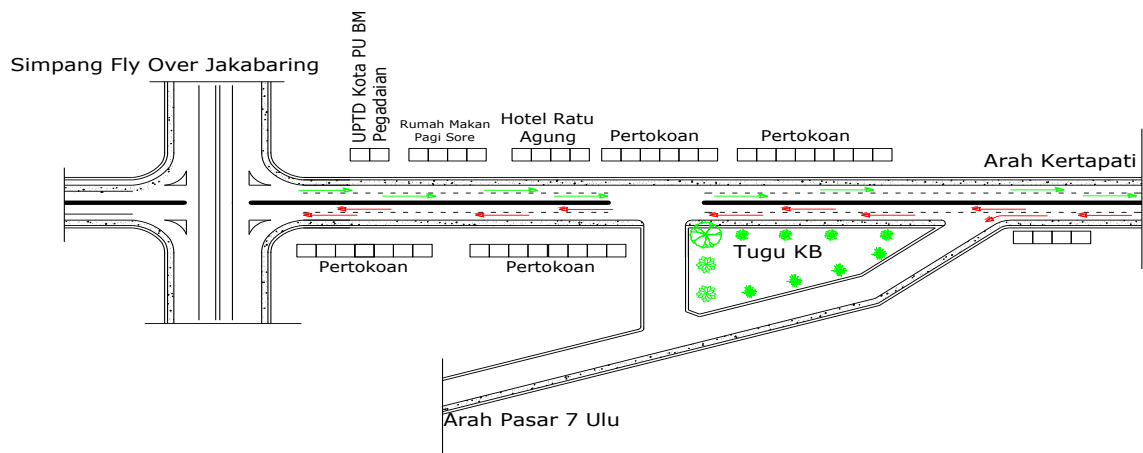 Simpang Fly Over Jakabaring
UPTD Kota PU BM
Pegadaian
Rumah Makan
Pagi Sore
Hotel Ratu
Agung
Pertokoan
Pertokoan
Arah Kertapati
Pertokoan
Pertokoan
Tugu KB
Arah Pasar 7 Ulu